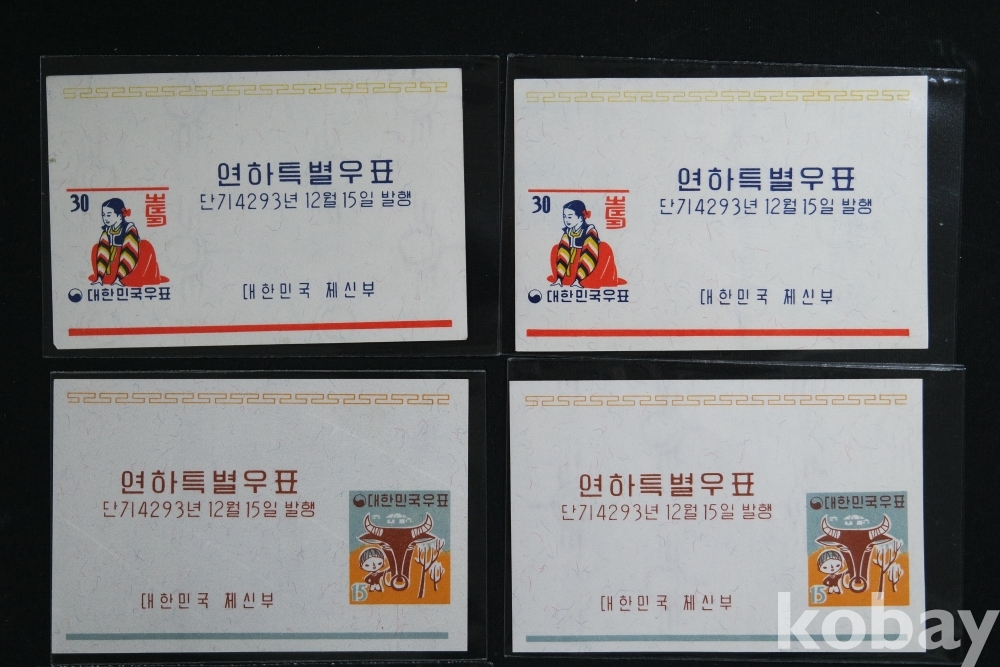 연하특별우표
단기4293년 12월 15일 발행
30
대한민국우표
대한민국 체신부
연하특별우표
단기4293년 12월 15일 발행
30
대한민국우표
대한민국 체신부
연하특별우표
단기4293년 12월 15일 발행
대한민국우표
15
대한민국 체신부
연하특별우표
단기4293년 12월 15일 발행
대한민국우표
15
대한민국 체신부
kobay